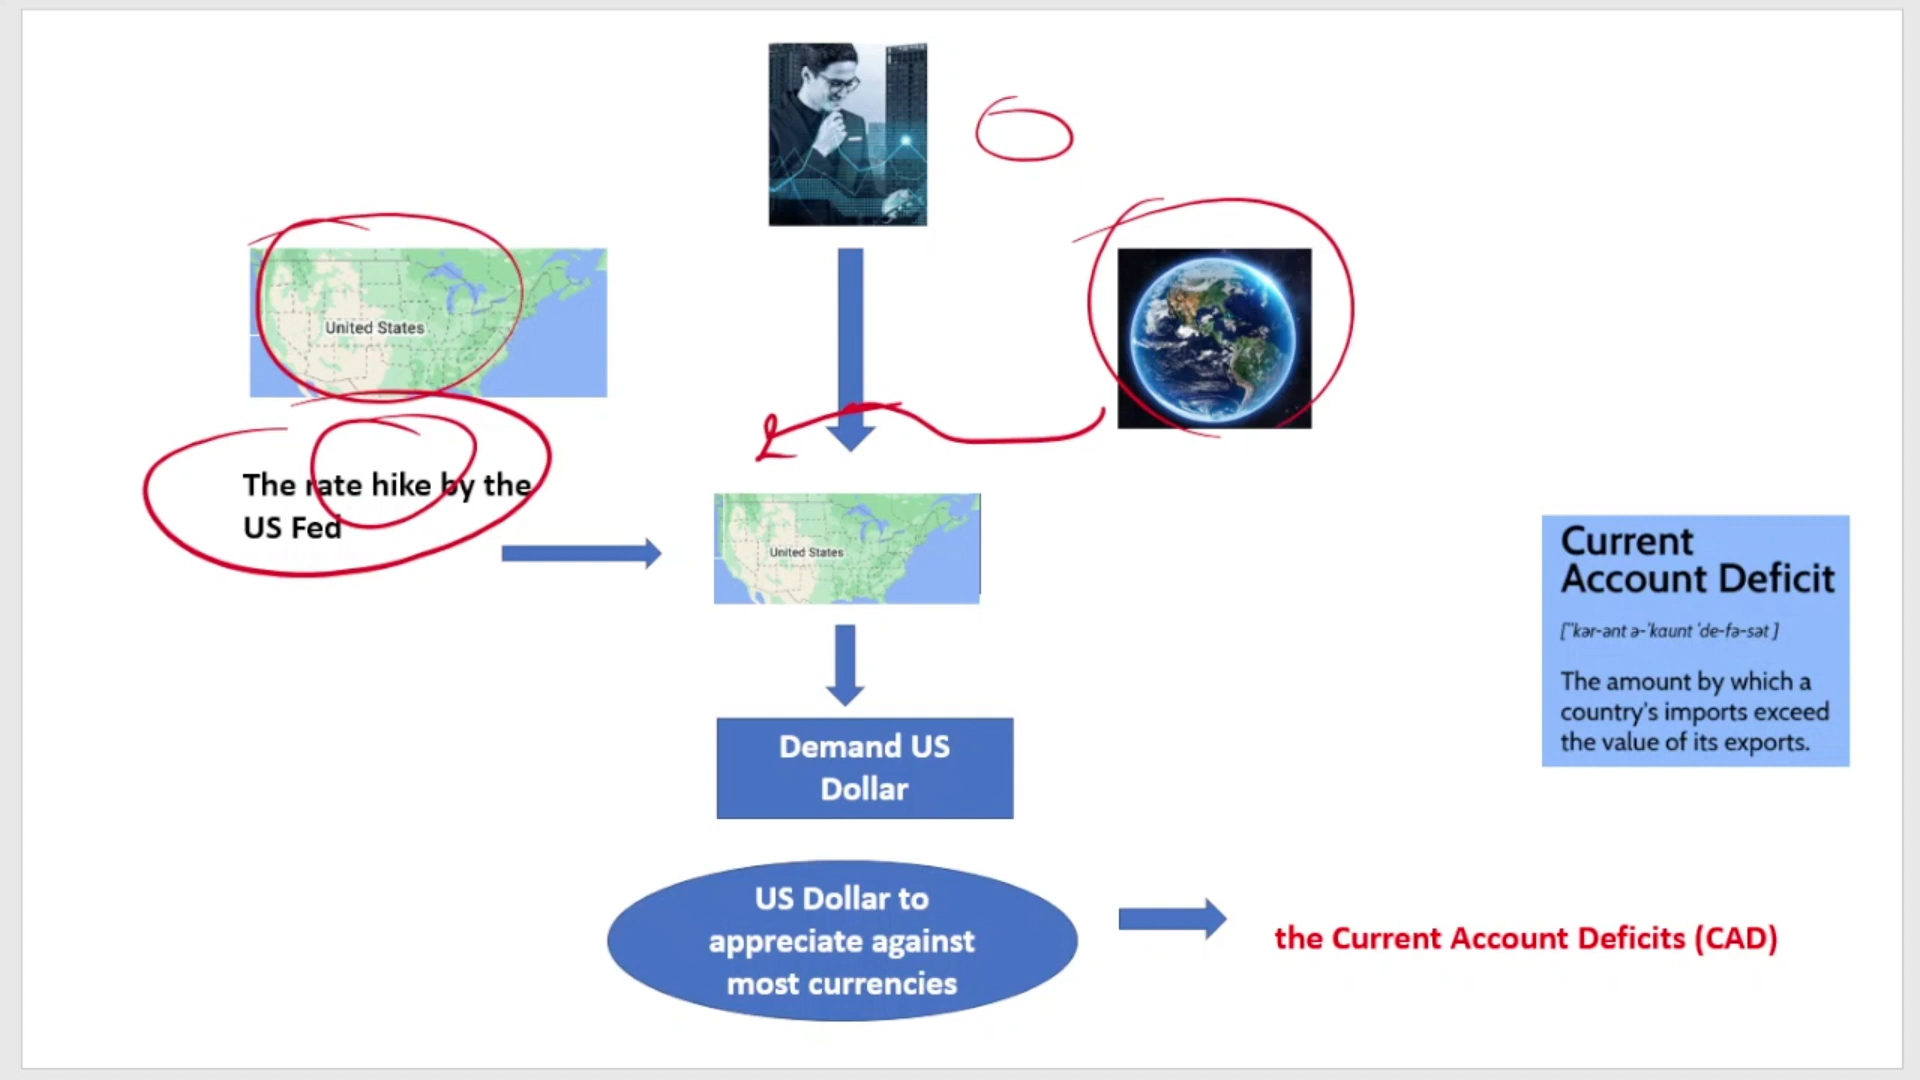 United States
The rate hike by the
US Fed
United States
Demand US
Dollar
US Dollar to
appreciate against
most currencies
the Current Account Deficits (CAD)
Current
Account Deficit
["kər-ənt ə-'kaunt 'de-fə-sət ]
The amount by which a
country's imports exceed
the value of its exports.